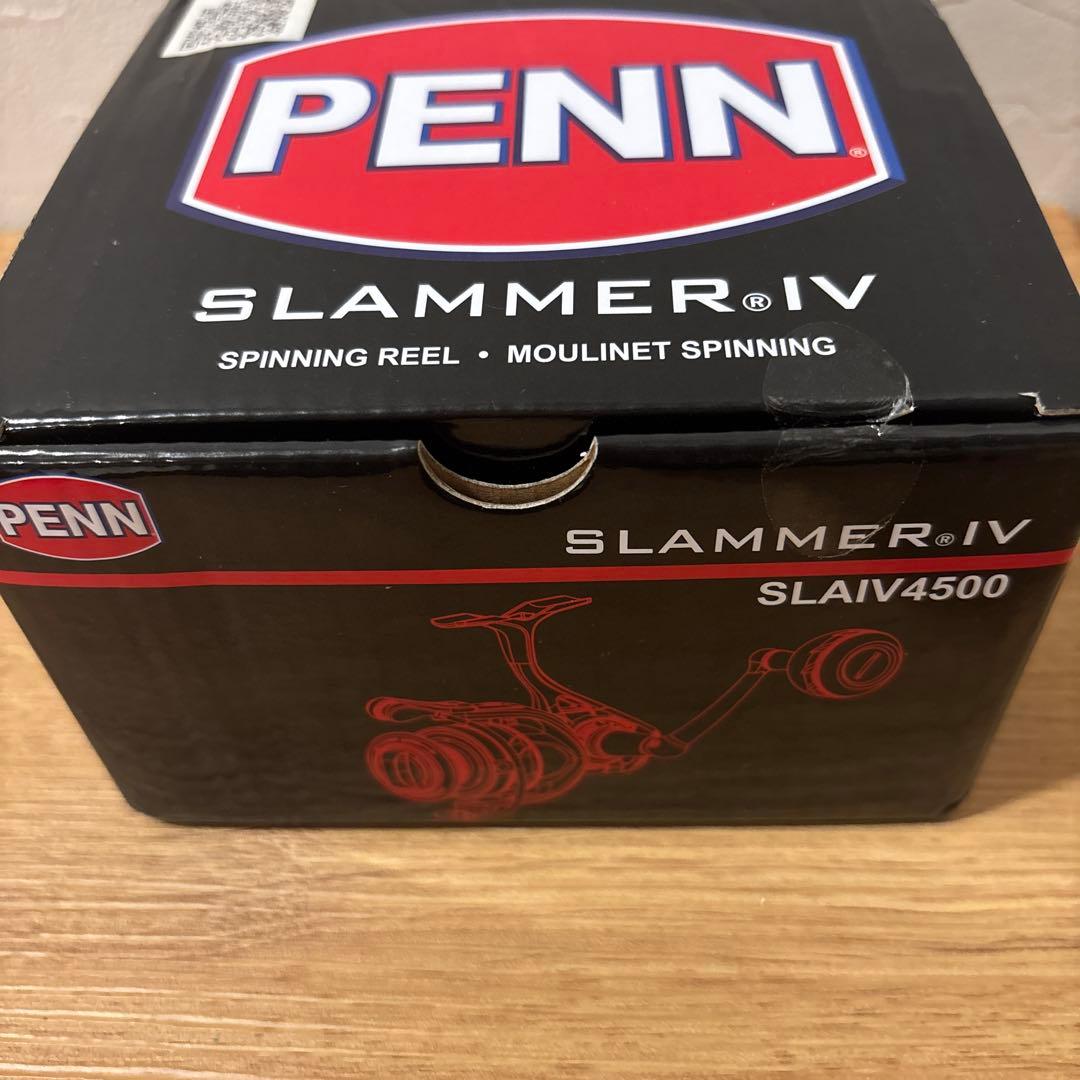 PENN®
SLAMMER®IV
SPINNING REEL • MOULINET SPINNING
PENN
SLAMMER®IV
SLAIV4500